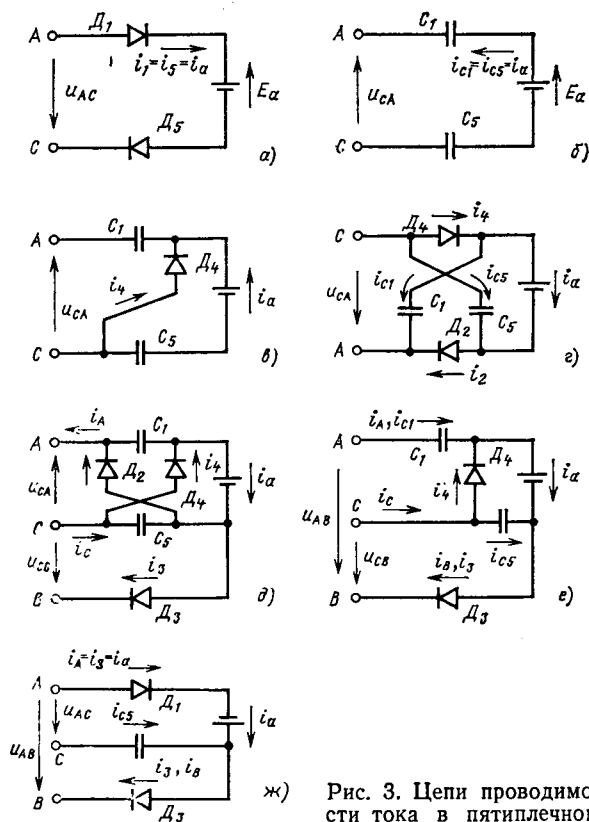 A Д1
i1=i5=ia
uAC Ea
C Д5 а)
A C1
iC1=iC5=ia
uCA Ea
C C5 б)
A C1
Д4
i4
uCA ia
C C5 в)
C Д4 i4
iC1 iC5
uCA C1 C5 ia
A Д2 г)
i2
iA
A C1
Д2 Д4 i4
uCA ia
C C5
iC
uCB
i3
B Д3 д)
iA, iC1
A C1
Д4
i4 ia
uAB C iC
uCB iC5
iB, i3
B Д3 е)
iA=i3=ia
A Д1
uAC iC5 ia
uAB C
i3, iB
B Д3 ж)
Рис. 3. Цепи проводимо
сти тока в пятиплечной